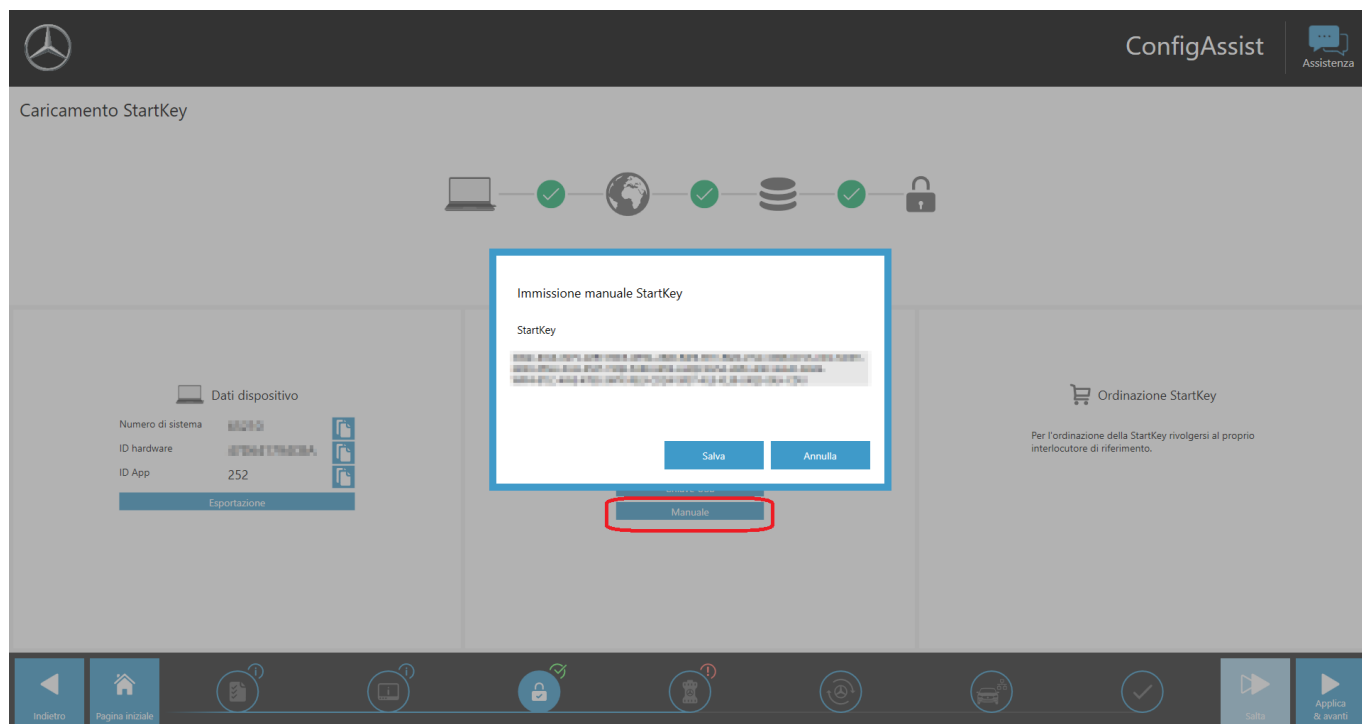 ConfigAssist
Assistenza
Caricamento StartKey
Immissione manuale StartKey
StartKey
Salva
Annulla
Manuale
Dati dispositivo
Numero di sistema
ID hardware
ID App 252
Esportazione
Ordinazione StartKey
Per l'ordinazione della StartKey rivolgersi al proprio
interlocutore di riferimento.
Indietro
Pagina iniziale
Salta
Applica
& avanti